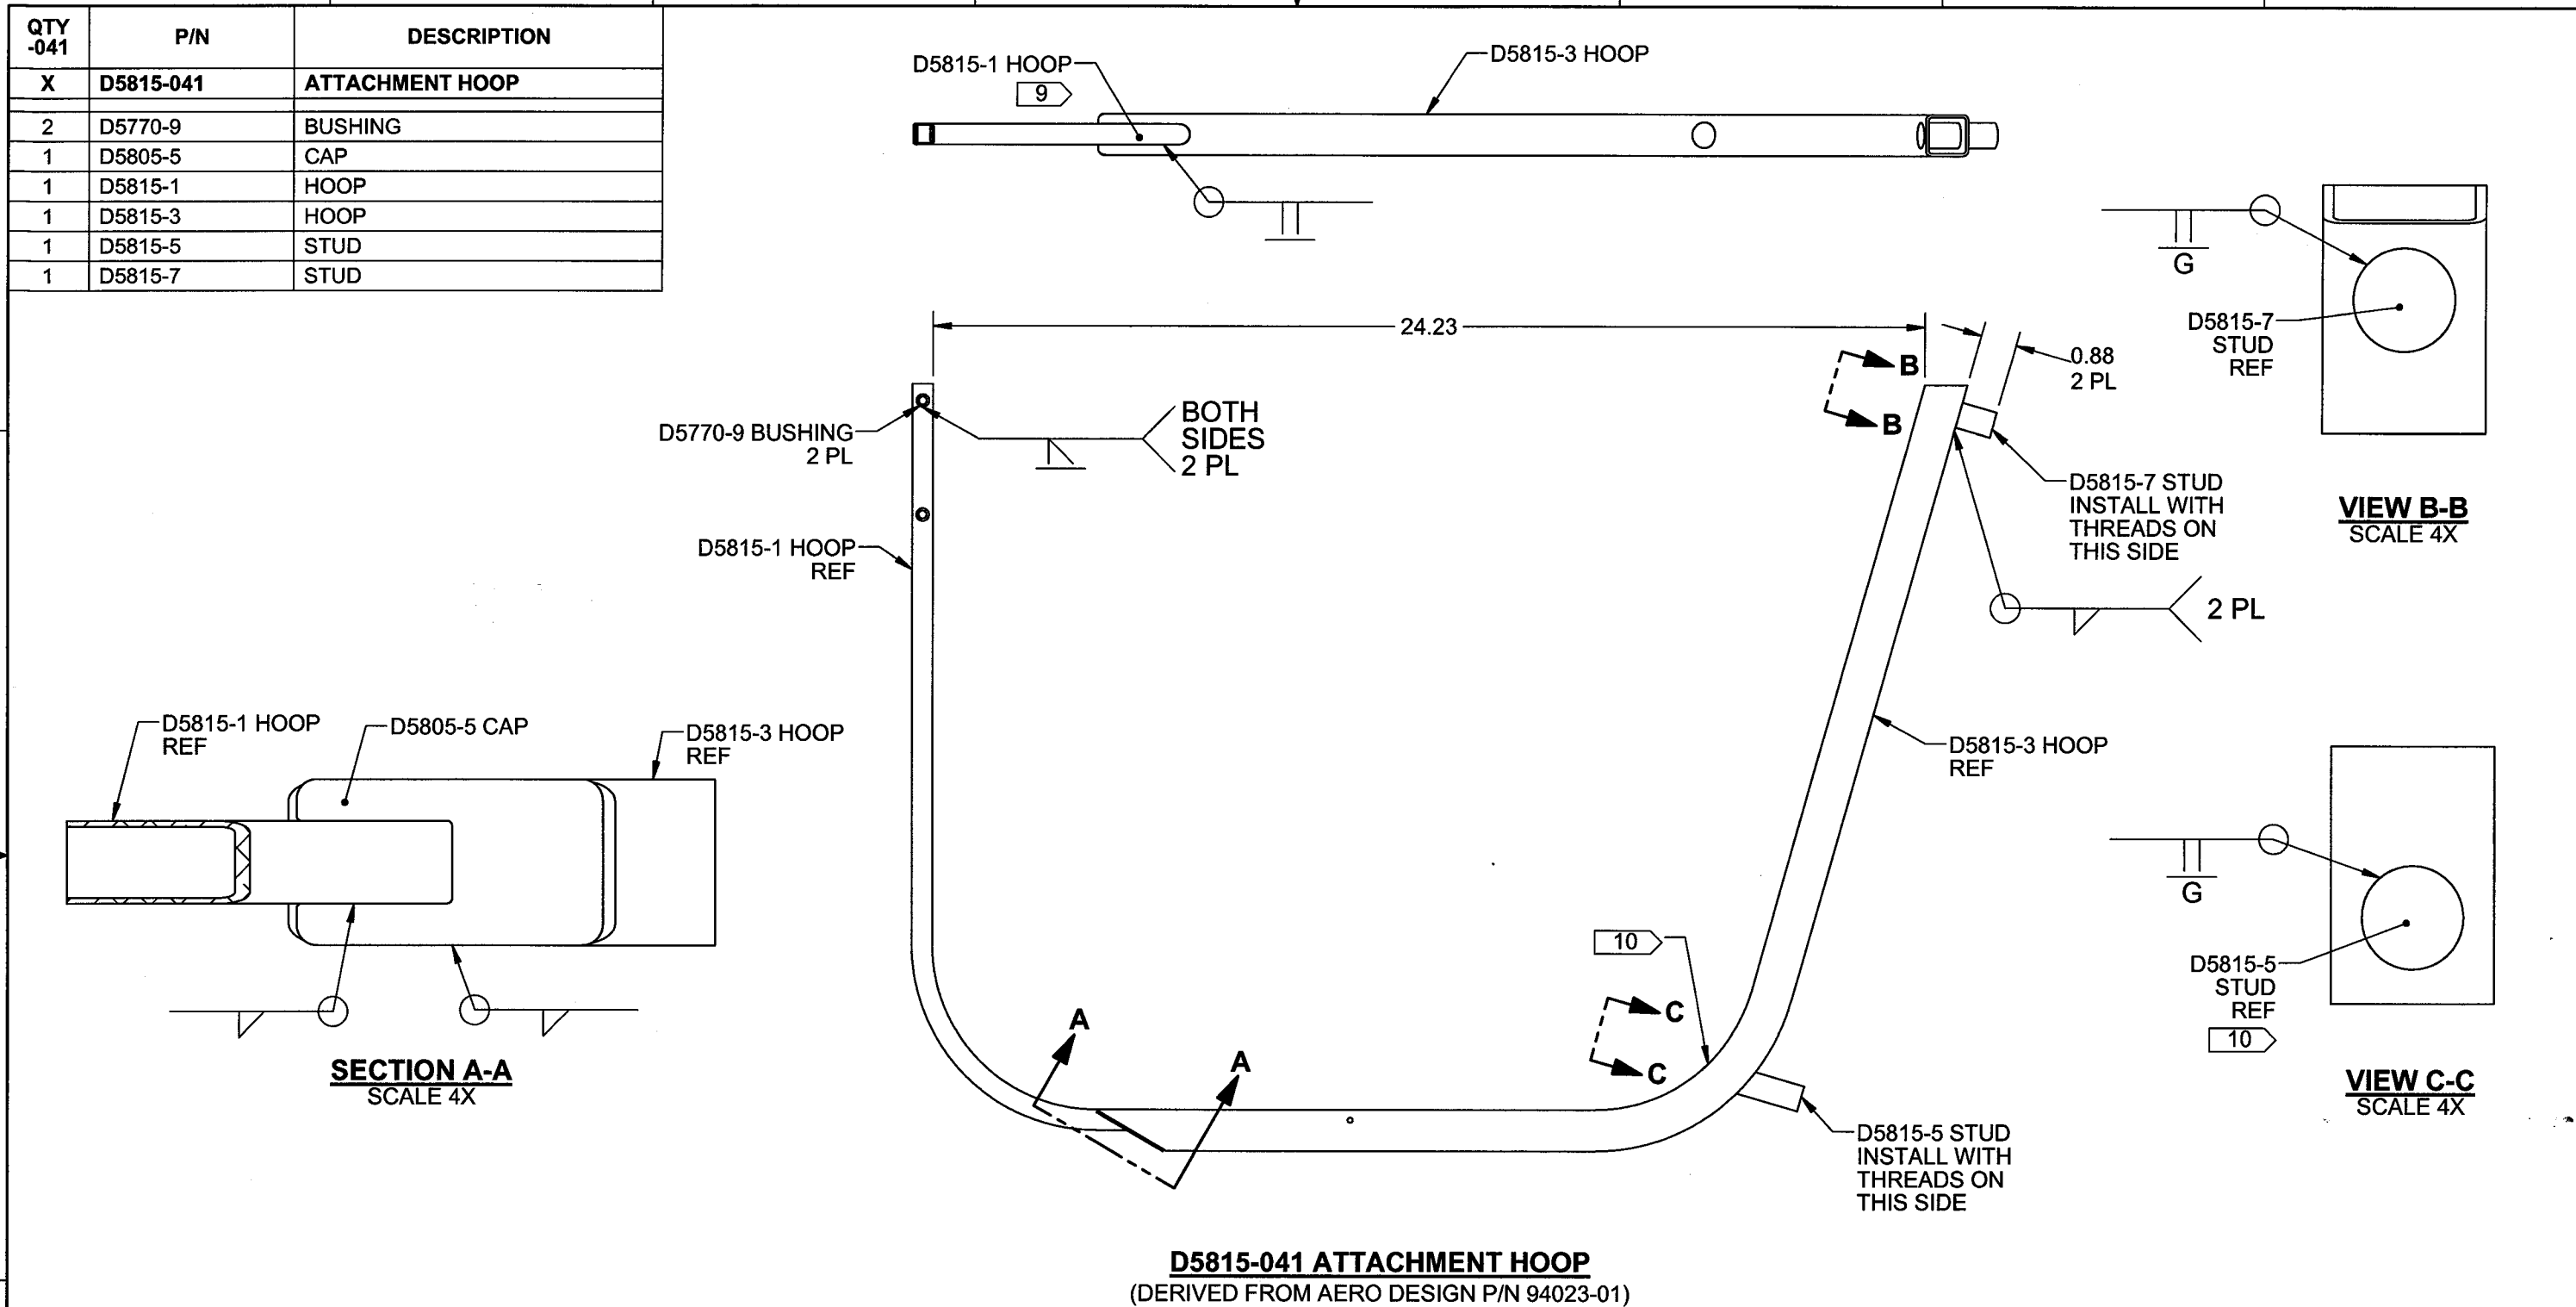 QTY -041 P/N DESCRIPTION
X D5815-041 ATTACHMENT HOOP
2 D5770-9 BUSHING
1 D5805-5 CAP
1 D5815-1 HOOP
1 D5815-3 HOOP
1 D5815-5 STUD
1 D5815-7 STUD
D5815-1 HOOP
9
D5815-3 HOOP
G
D5815-7
STUD
REF
VIEW B-B
SCALE 4X
24.23
0.88
2 PL
B
B
D5770-9 BUSHING
2 PL
BOTH
SIDES
2 PL
D5815-1 HOOP
REF
D5815-7 STUD
INSTALL WITH
THREADS ON
THIS SIDE
2 PL
D5815-3 HOOP
REF
D5815-1 HOOP
REF
D5805-5 CAP
D5815-3 HOOP
REF
SECTION A-A
SCALE 4X
A
A
10
C
C
D5815-5 STUD
INSTALL WITH
THREADS ON
THIS SIDE
G
D5815-5
STUD
REF
10
VIEW C-C
SCALE 4X
D5815-041 ATTACHMENT HOOP
(DERIVED FROM AERO DESIGN P/N 94023-01)